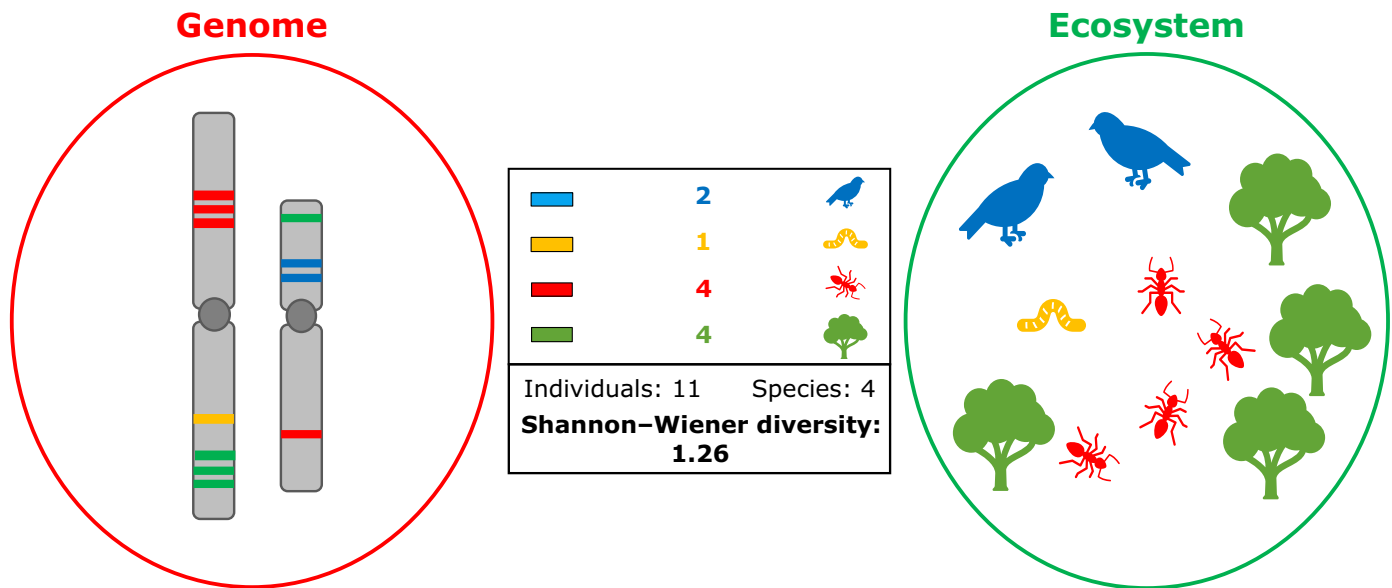 Genome
Ecosystem
2
1
4
4
Individuals: 11 Species: 4
Shannon–Wiener diversity:
1.26